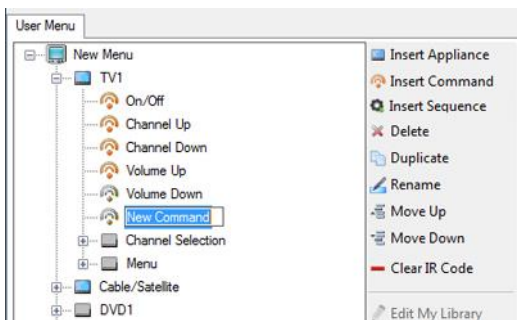 User Menu
New Menu
TV1
On/Off
Channel Up
Channel Down
Volume Up
Volume Down
New Command
Channel Selection
Menu
Cable/Satellite
DVD1
Insert Appliance
Insert Command
Insert Sequence
Delete
Duplicate
Rename
Move Up
Move Down
Clear IR Code
Edit My Library